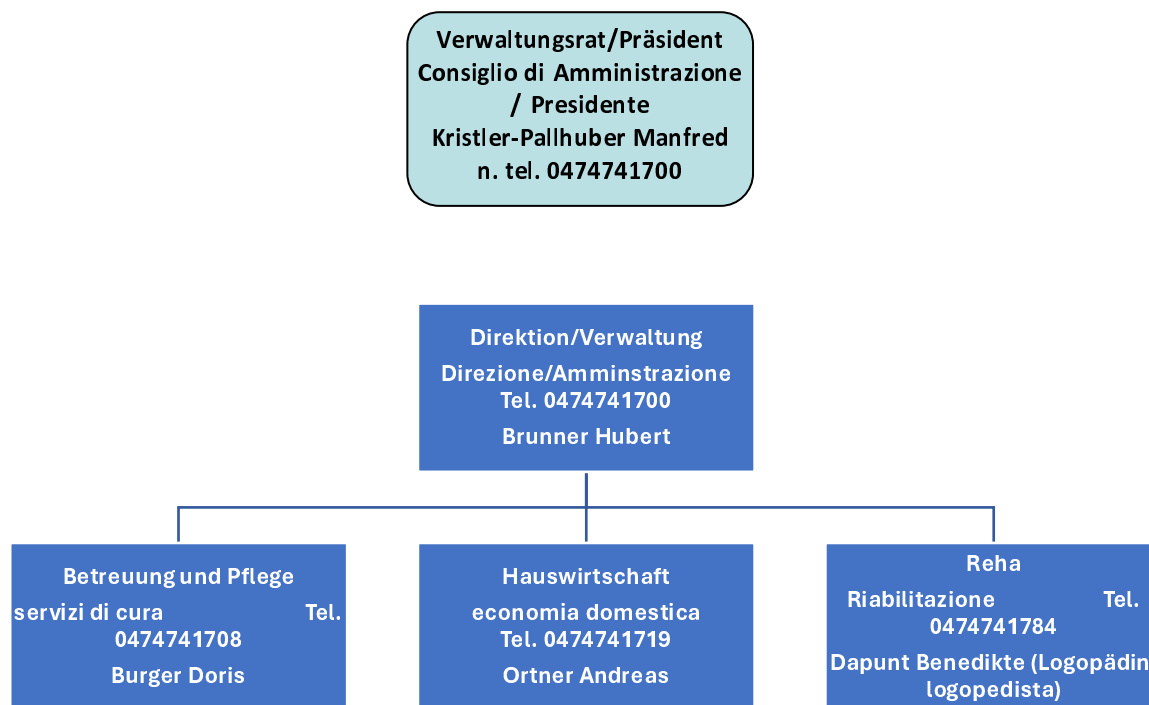 Verwaltungsrat/Präsident
Consiglio di Amministrazione
/ Presidente
Kristler-Pallhuber Manfred
n. tel. 0474741700
Direktion/Verwaltung
Direzione/Amminstrazione
Tel. 0474741700
Brunner Hubert
Betreuung und Pflege
servizi di cura Tel.
0474741708
Burger Doris
Hauswirtschaft
economia domestica
Tel. 0474741719
Ortner Andreas
Reha
Riabilitazione Tel.
0474741784
Dapunt Benedikte (Logopädin
logopedista)